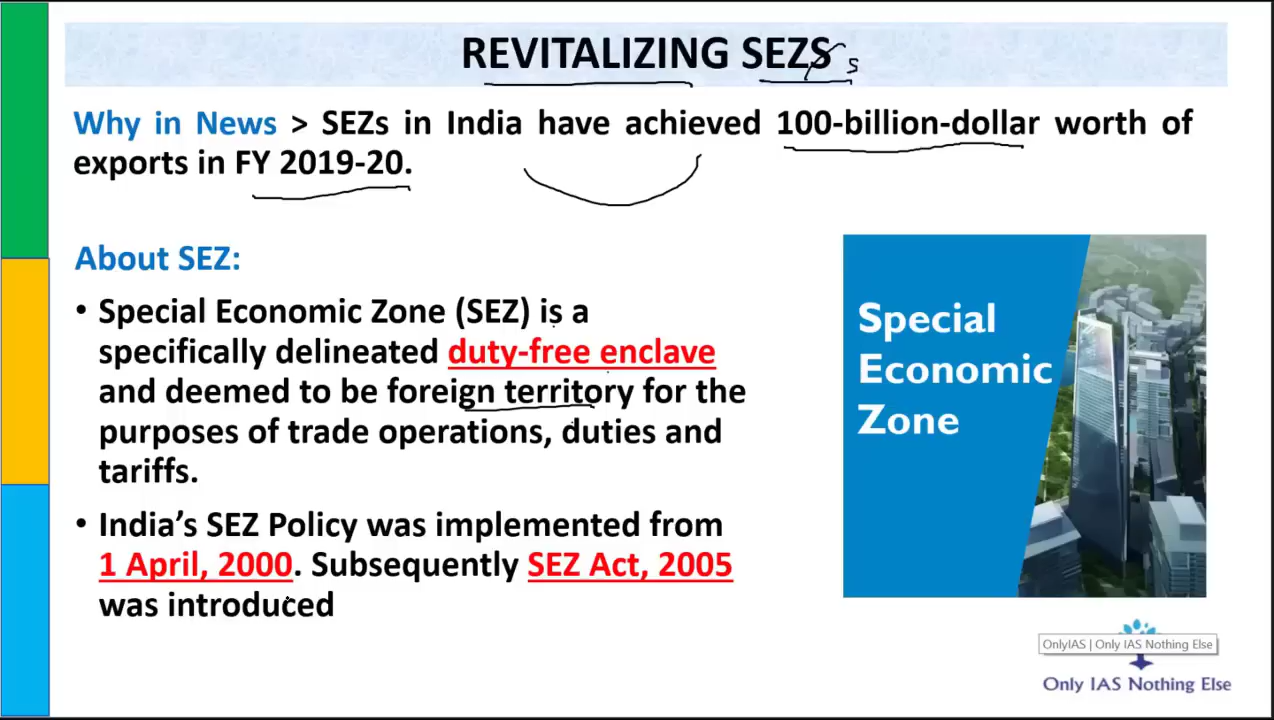 REVITALIZING SEZS
s
Why in News > SEZs in India have achieved 100-billion-dollar worth of
exports in FY 2019-20.
About SEZ:
• Special Economic Zone (SEZ) is a
specifically delineated duty-free enclave
and deemed to be foreign territory for the
purposes of trade operations, duties and
tariffs.
• India’s SEZ Policy was implemented from
1 April, 2000. Subsequently SEZ Act, 2005
was introduced
Special
Economic
Zone
OnlyIAS | Only IAS Nothing Else
Only IAS Nothing Else